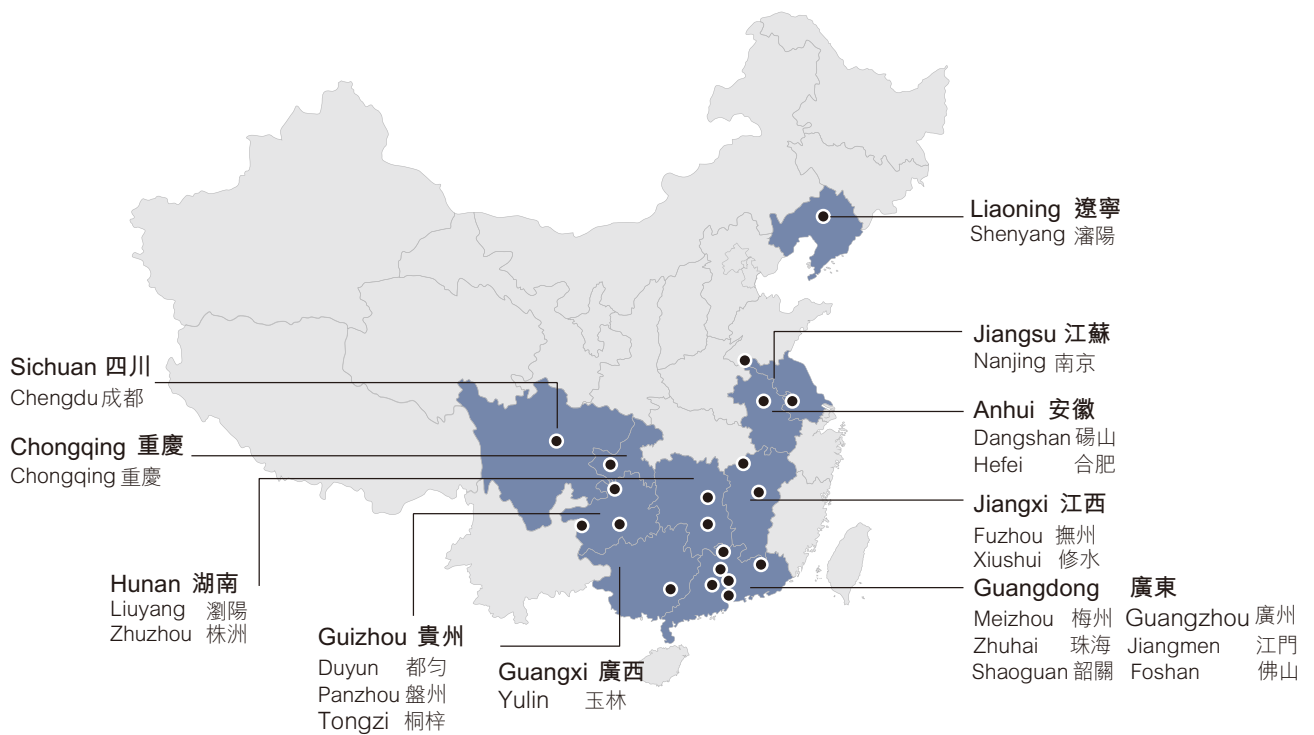 Liaoning 遼寧
Shenyang 瀋陽
Jiangsu 江蘇
Nanjing 南京
Anhui 安徽
Dangshan 碭山
Hefei 合肥
Jiangxi 江西
Fuzhou 撫州
Xiushui 修水
Guangdong 廣東
Meizhou 梅州 Guangzhou 廣州
Zhuhai 珠海 Jiangmen 江門
Shaoguan 韶關 Foshan 佛山
Sichuan 四川
Chengdu 成都
Chongqing 重慶
Chongqing 重慶
Hunan 湖南
Liuyang 瀏陽
Zhuzhou 株洲
Guizhou 貴州
Duyun 都匀
Panzhou 盤州
Tongzi 桐梓
Guangxi 廣西
Yulin 玉林